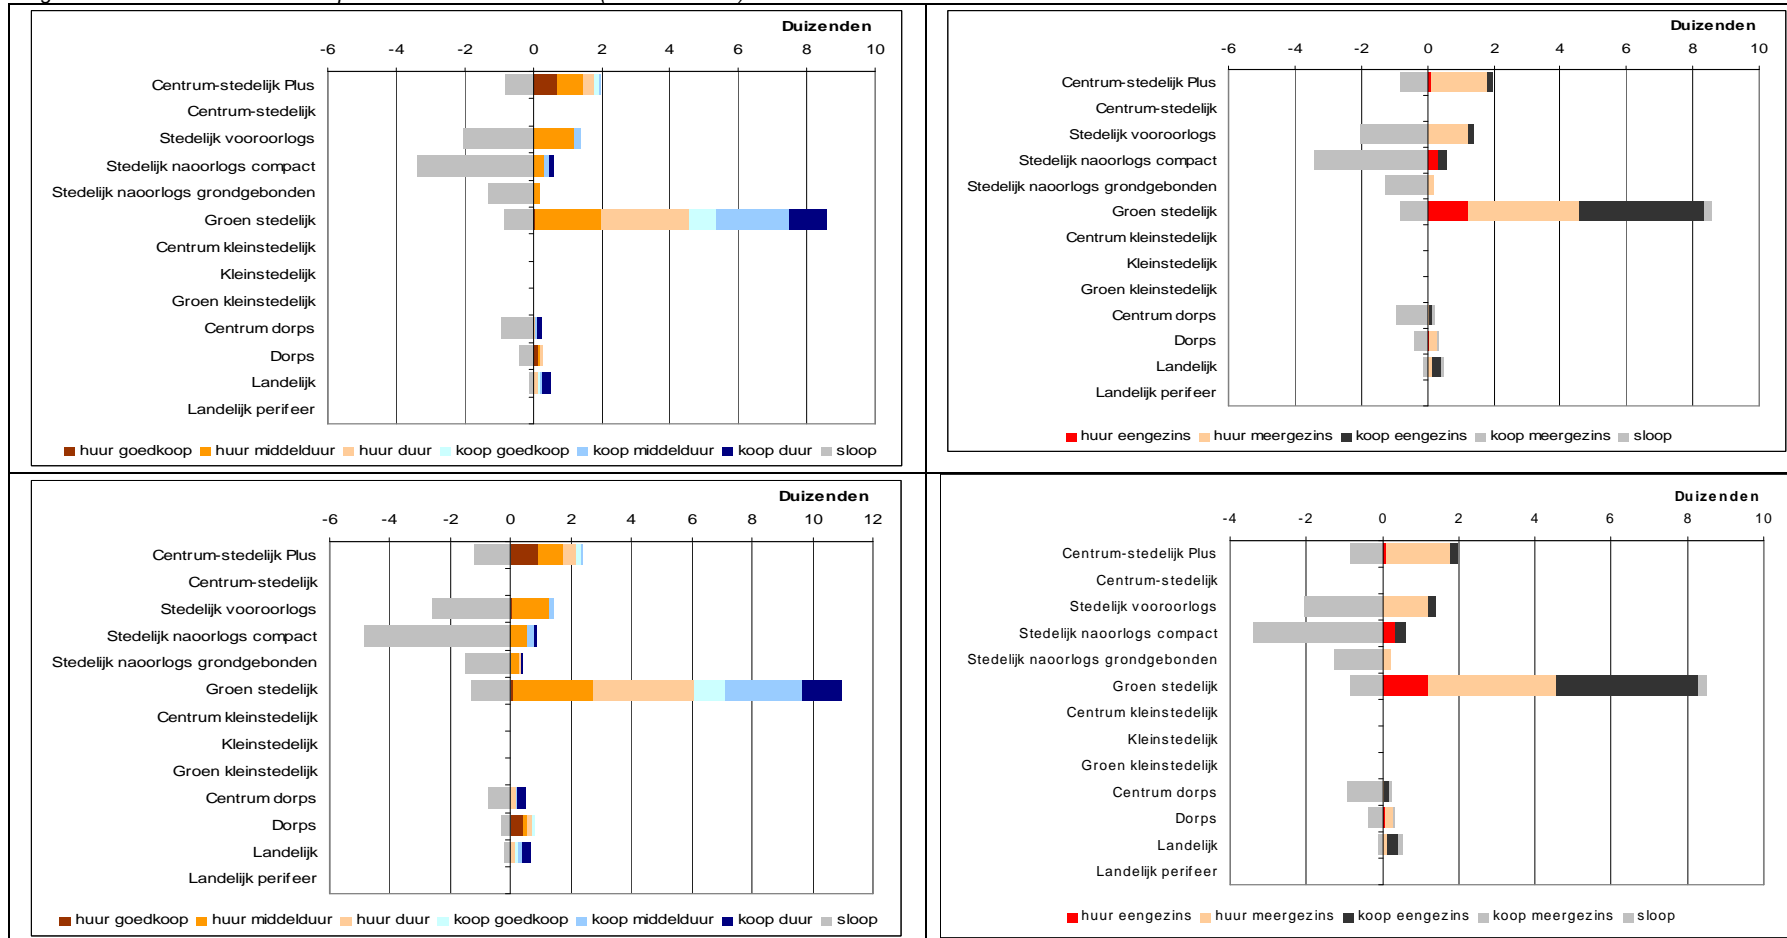 Duizenden
-6 -4 -2 0 2 4 6 8 10
Centrum-stedelijk Plus
Centrum-stedelijk
Stedelijk vooroorlogs
Stedelijk naoorlogs compact
Stedelijk naoorlogs grondgebonden
Groen stedelijk
Centrum kleinstedelijk
Kleinstedelijk
Groen kleinstedelijk
Centrum dorps
Dorps
Landelijk
Landelijk perifeer
huur goedkoop huur middelduur huur duur koop goedkoop koop middelduur koop duur sloop
Duizenden
-6 -4 -2 0 2 4 6 8 10
Centrum-stedelijk Plus
Centrum-stedelijk
Stedelijk vooroorlogs
Stedelijk naoorlogs compact
Stedelijk naoorlogs grondgebonden
Groen stedelijk
Centrum kleinstedelijk
Kleinstedelijk
Groen kleinstedelijk
Centrum dorps
Dorps
Landelijk
Landelijk perifeer
huur eengezins huur meergezins koop eengezins koop meergezins sloop
Duizenden
-6 -4 -2 0 2 4 6 8 10 12
Centrum-stedelijk Plus
Centrum-stedelijk
Stedelijk vooroorlogs
Stedelijk naoorlogs compact
Stedelijk naoorlogs grondgebonden
Groen stedelijk
Centrum kleinstedelijk
Kleinstedelijk
Groen kleinstedelijk
Centrum dorps
Dorps
Landelijk
Landelijk perifeer
huur goedkoop huur middelduur huur duur koop goedkoop koop middelduur koop duur sloop
Duizenden
-4 -2 0 2 4 6 8 10
Centrum-stedelijk Plus
Centrum-stedelijk
Stedelijk vooroorlogs
Stedelijk naoorlogs compact
Stedelijk naoorlogs grondgebonden
Groen stedelijk
Centrum kleinstedelijk
Kleinstedelijk
Groen kleinstedelijk
Centrum dorps
Dorps
Landelijk
Landelijk perifeer
huur eengezins huur meergezins koop eengezins koop meergezins sloop